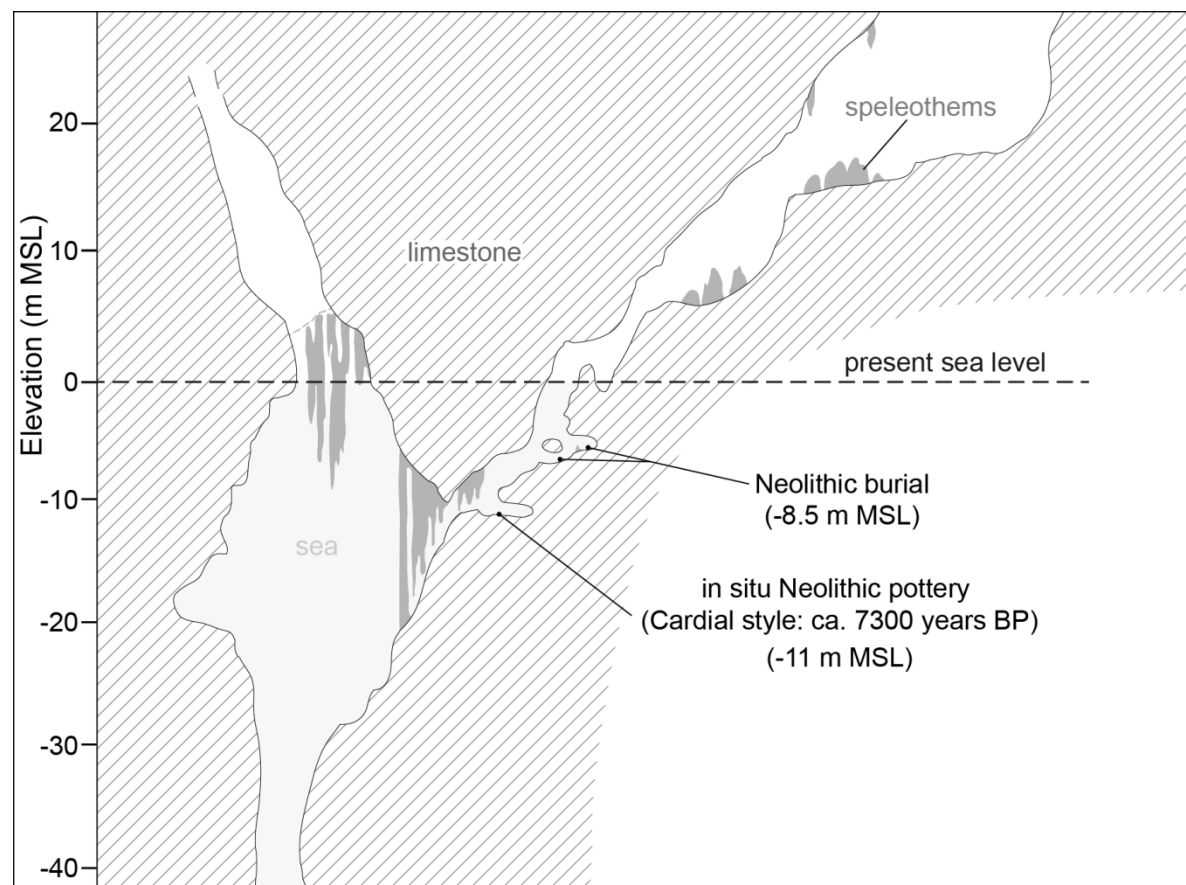 Elevation (m MSL)
20
10
0
-10
-20
-30
-40
speleothems
limestone
present sea level
sea
Neolithic burial
(-8.5 m MSL)
in situ Neolithic pottery
(Cardial style: ca. 7300 years BP)
(-11 m MSL)